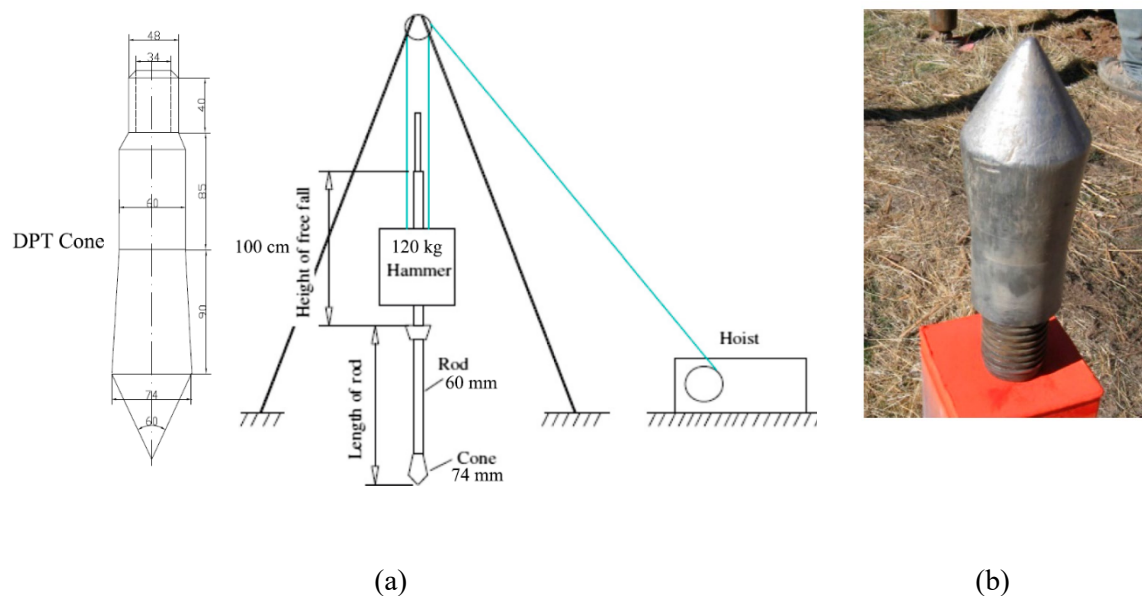 48
34
40
85
60
DPT Cone
90
74
60
100 cm
Height of free fall
120 kg
Hammer
Length of rod
Rod
60 mm
Cone
74 mm
Hoist
(a)
(b)